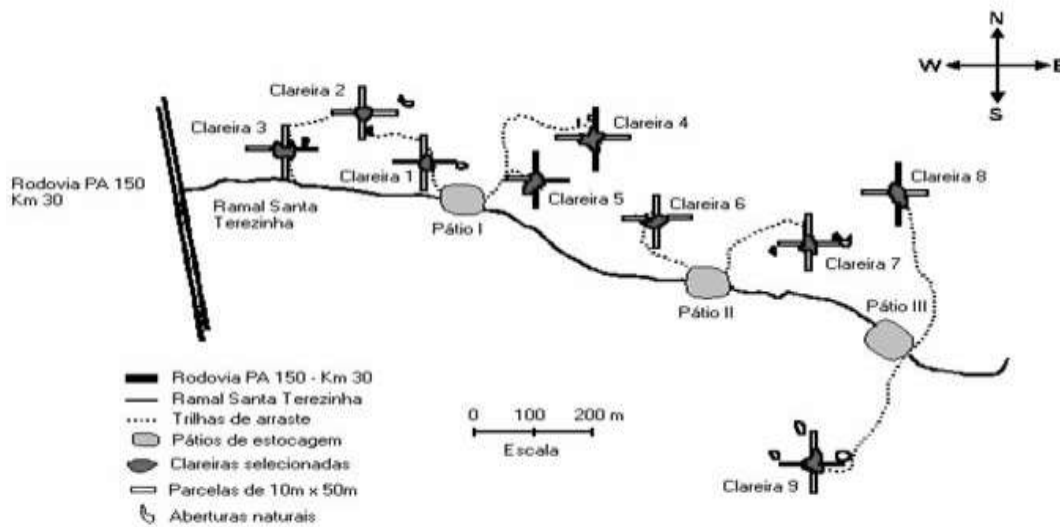 N
W
E
S
Clareira 2
Clareira 3
Clareira 4
Rodovia PA 150
Km 30
Clareira 1
Clareira 8
Ramal Santa
Terezinha
Clareira 5
Clareira 6
Pátio I
Clareira 7
Pátio II
Pátio III
Rodovia PA 150 - Km 30
Ramal Santa Terezinha
Trilhas de arraste
Pátios de estocagem
Clareiras selecionadas
Parcelas de 10m x 50m
Aberturas naturais
0 100 200 m
Escala
Clareira 9